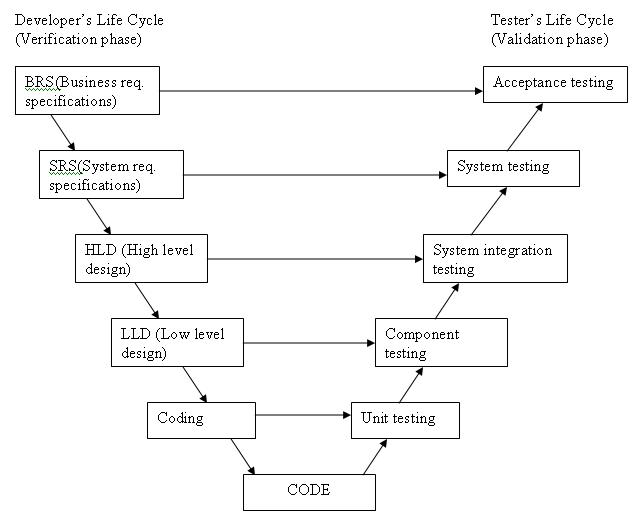 Developer's Life Cycle
(Verification phase)
Tester's Life Cycle
(Validation phase)
BRS(Business req.
specifications)
Acceptance testing
SRS(System req.
specifications)
System testing
HLD (High level
design)
System integration
testing
LLD (Low level
design)
Component
testing
Coding
Unit testing
CODE